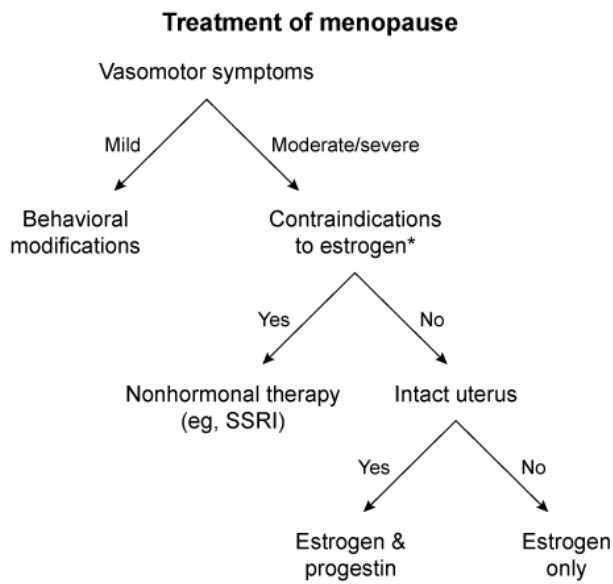 Treatment of menopause
Vasomotor symptoms
Mild
Moderate/severe
Behavioral
modifications
Contraindications
to estrogen*
Yes
No
Nonhormonal therapy
(eg, SSRI)
Intact uterus
Yes
No
Estrogen &
progestin
Estrogen
only